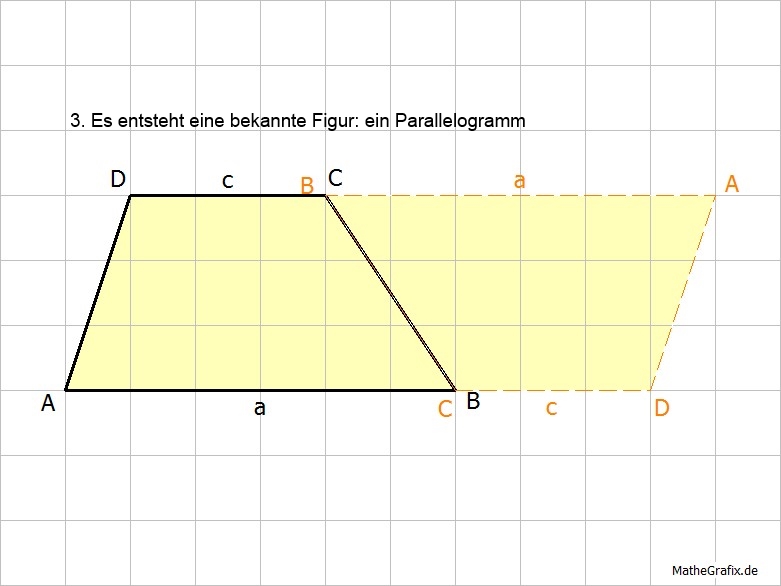 3. Es entsteht eine bekannte Figur: ein Parallelogramm
D c B C a A
A a C B c D
MatheGrafix.de